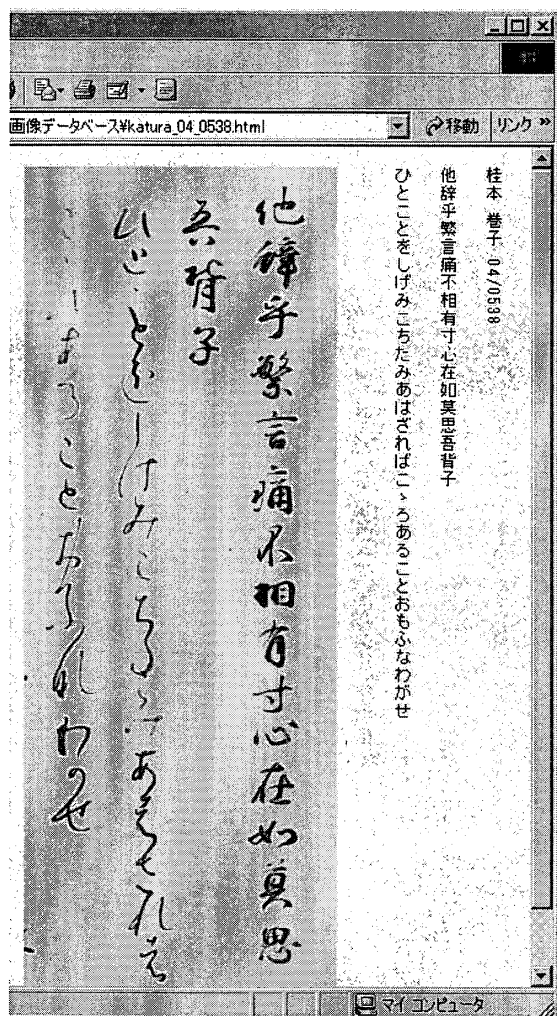 画像データベース¥katura_04_0538.html 移動 リンク »
桂本 巻子 04/0538
他辞乎繁言痛不相有寸心在如莫思吾背子
ひとことをしげみこちたみあはざればこゝろあることおもふなわがせ
他辞乎繁言痛不相有寸心在如莫思
吾背子
ひとことをしけみこちたみあはされは
あることおもふなわかせ
マイ コンピュータ